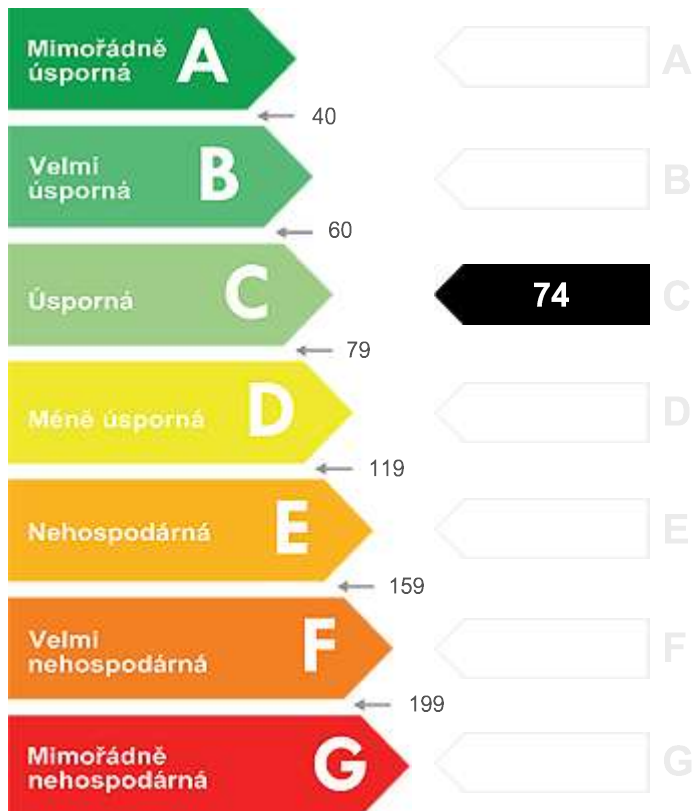 Mimořádně
úsporná
A
A
40
Velmi
úsporná
B
B
60
Úsporná
C
74
C
79
Méně úsporná
D
D
119
Nehospodárná
E
E
159
Velmi
nehospodárná
F
F
199
Mimořádně
nehospodárná
G
G